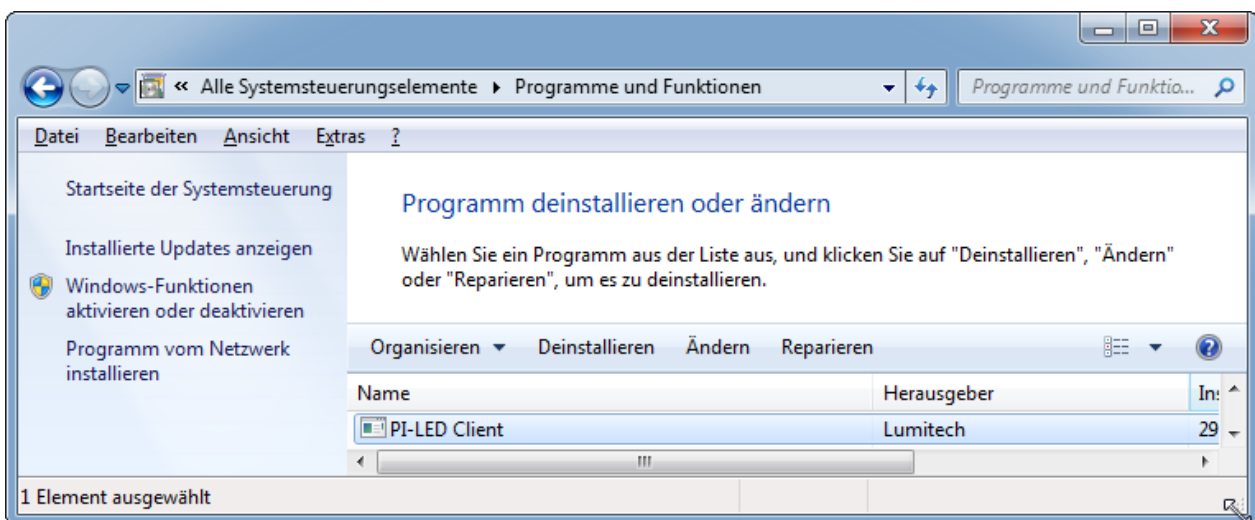 « Alle Systemsteuerungselemente ▸ Programme und Funktionen Programme und Funktio...
Datei Bearbeiten Ansicht Extras ?
Startseite der Systemsteuerung
Installierte Updates anzeigen
Windows-Funktionen
aktivieren oder deaktivieren
Programm vom Netzwerk
installieren
Programm deinstallieren oder ändern
Wählen Sie ein Programm aus der Liste aus, und klicken Sie auf "Deinstallieren", "Ändern"
oder "Reparieren", um es zu deinstallieren.
Organisieren Deinstallieren Ändern Reparieren
Name Herausgeber
PI-LED Client Lumitech 29
1 Element ausgewählt